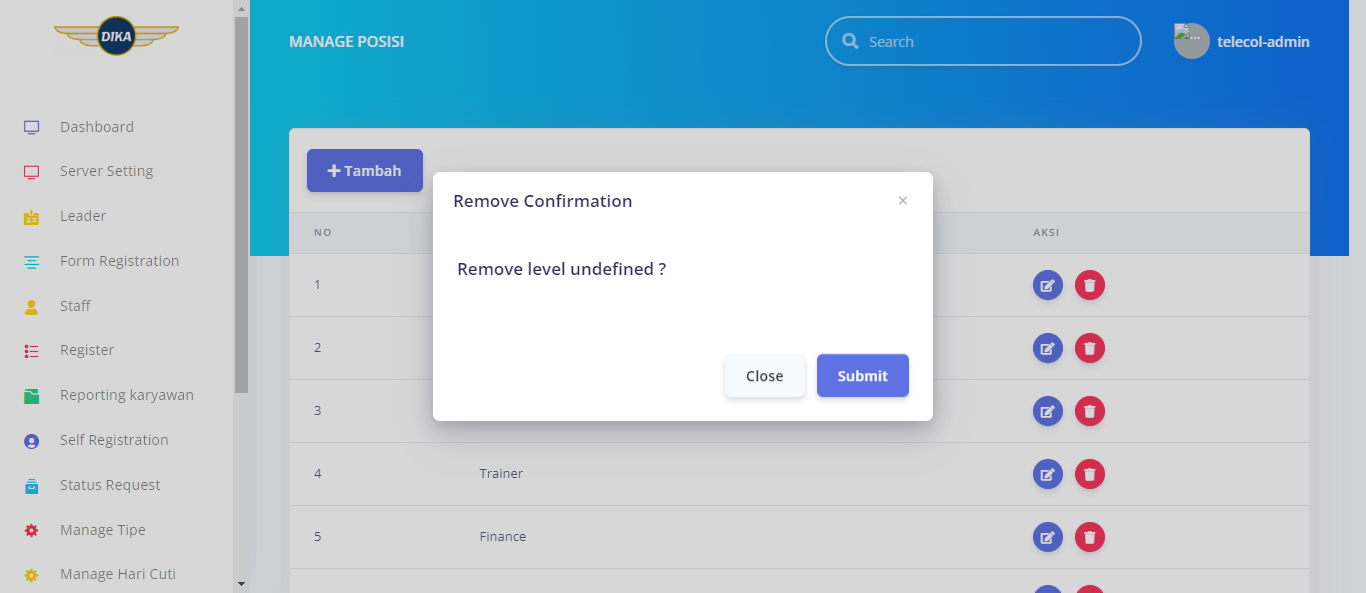 DIKA
MANAGE POSISI
Search
telecol-admin
Dashboard
Server Setting
Leader
Form Registration
Staff
Register
Reporting karyawan
Self Registration
Status Request
Manage Tipe
Manage Hari Cuti
Tambah
NO
AKSI
1
2
3
4 Trainer
5 Finance
Remove Confirmation
×
Remove level undefined ?
Close
Submit